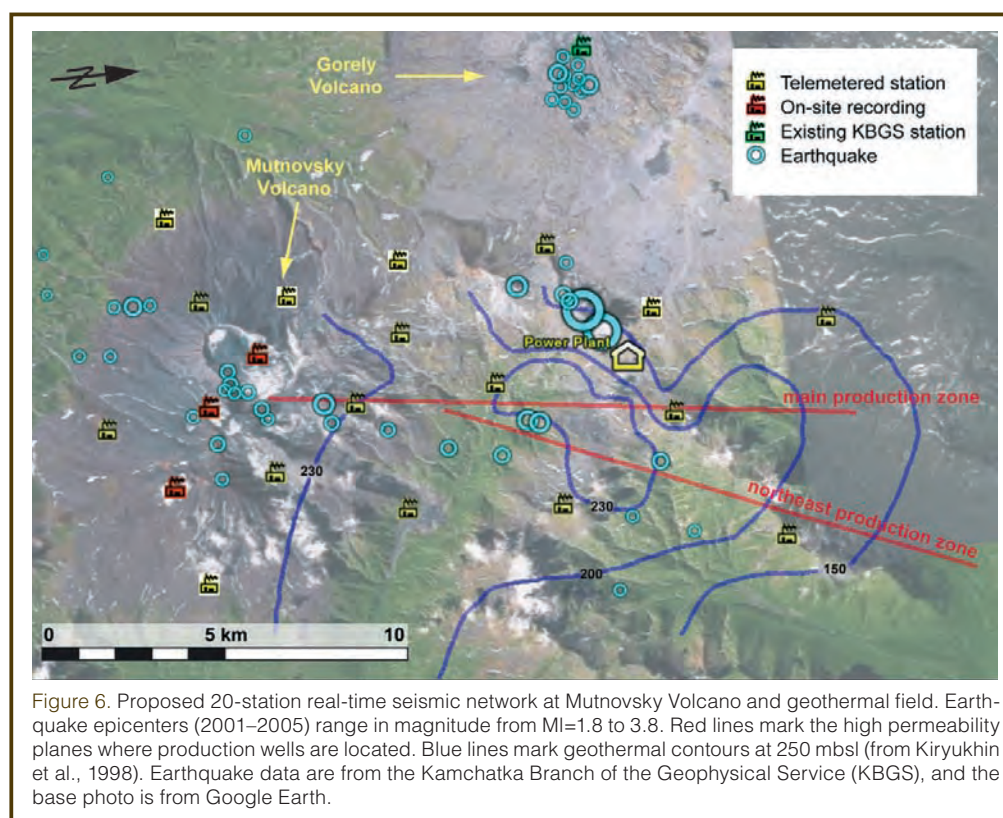 N
Gorely
Volcano
Mutnovsky
Volcano
Telemetered station
On-site recording
Existing KBGS station
Earthquake
Power Plant
main production zone
230
northeast production zone
230
200
150
0 5 km 10
Figure 6. Proposed 20-station real-time seismic network at Mutnovsky Volcano and geothermal field. Earth-
quake epicenters (2001–2005) range in magnitude from Ml=1.8 to 3.8. Red lines mark the high permeability
planes where production wells are located. Blue lines mark geothermal contours at 250 mbsl (from Kiryukhin
et al., 1998). Earthquake data are from the Kamchatka Branch of the Geophysical Service (KBGS), and the
base photo is from Google Earth.